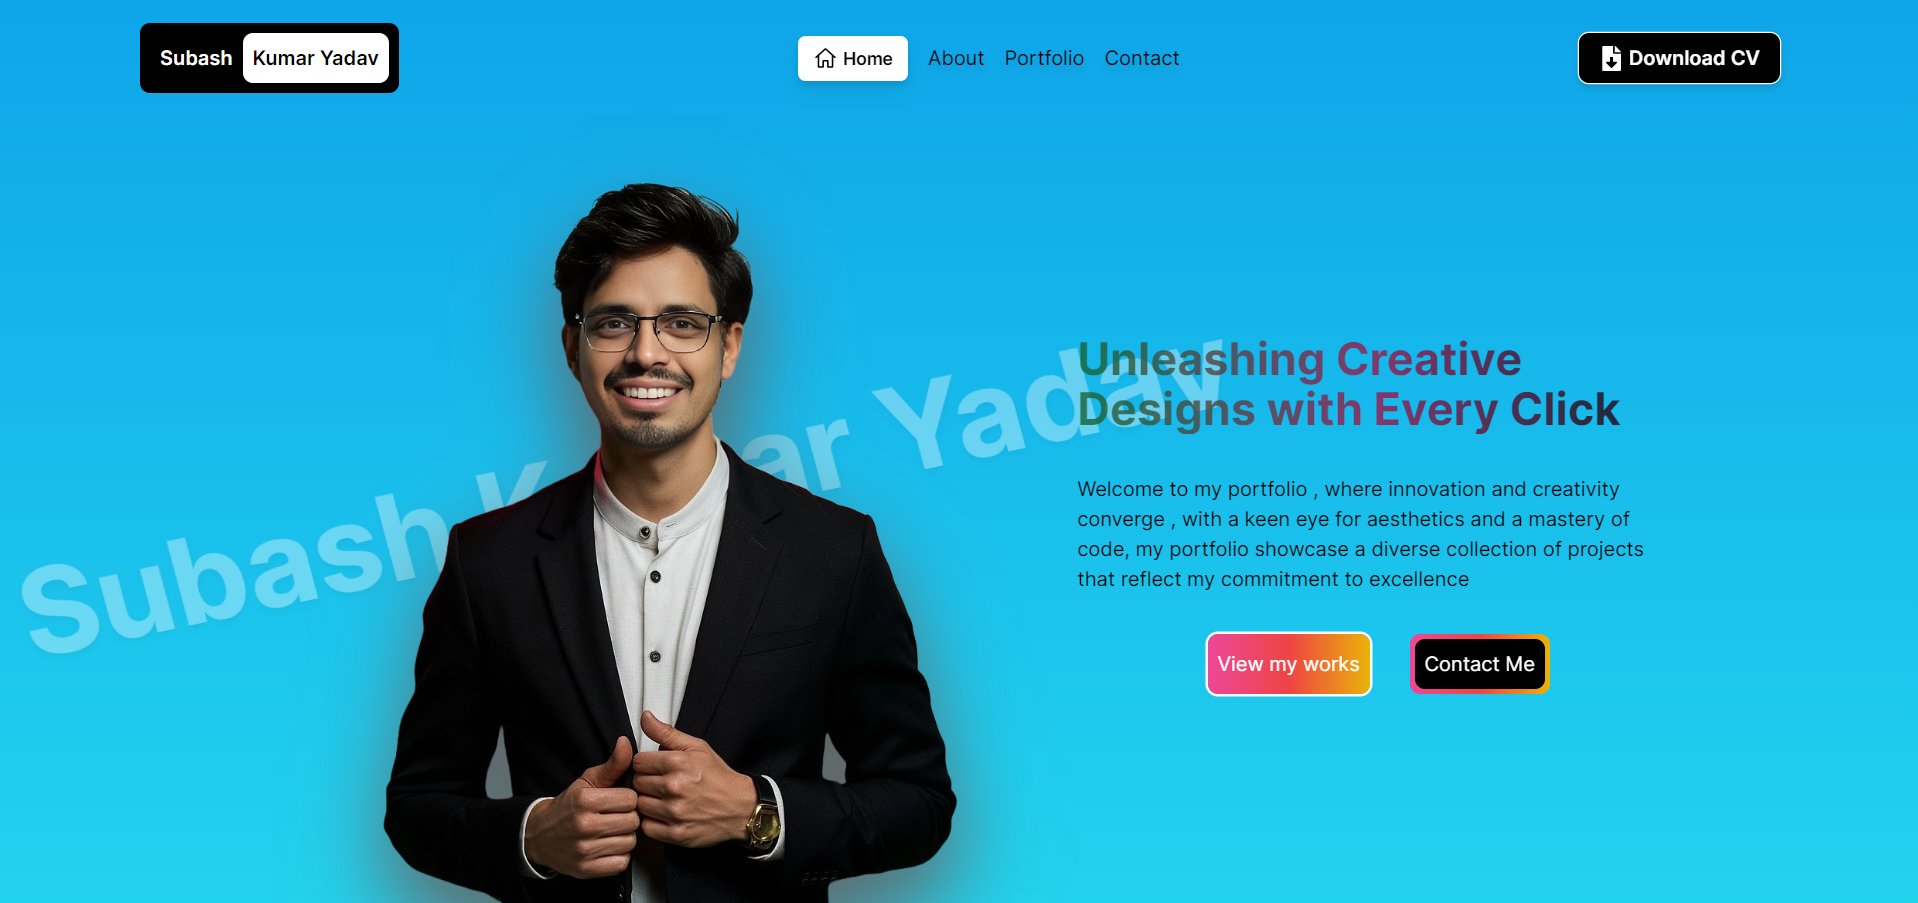 Subash Kumar Yadav
Home About Portfolio Contact
Download CV
Subash Kumar Yadav
Unleashing Creative
Designs with Every Click
Welcome to my portfolio , where innovation and creativity
converge , with a keen eye for aesthetics and a mastery of
code, my portfolio showcase a diverse collection of projects
that reflect my commitment to excellence
View my works
Contact Me